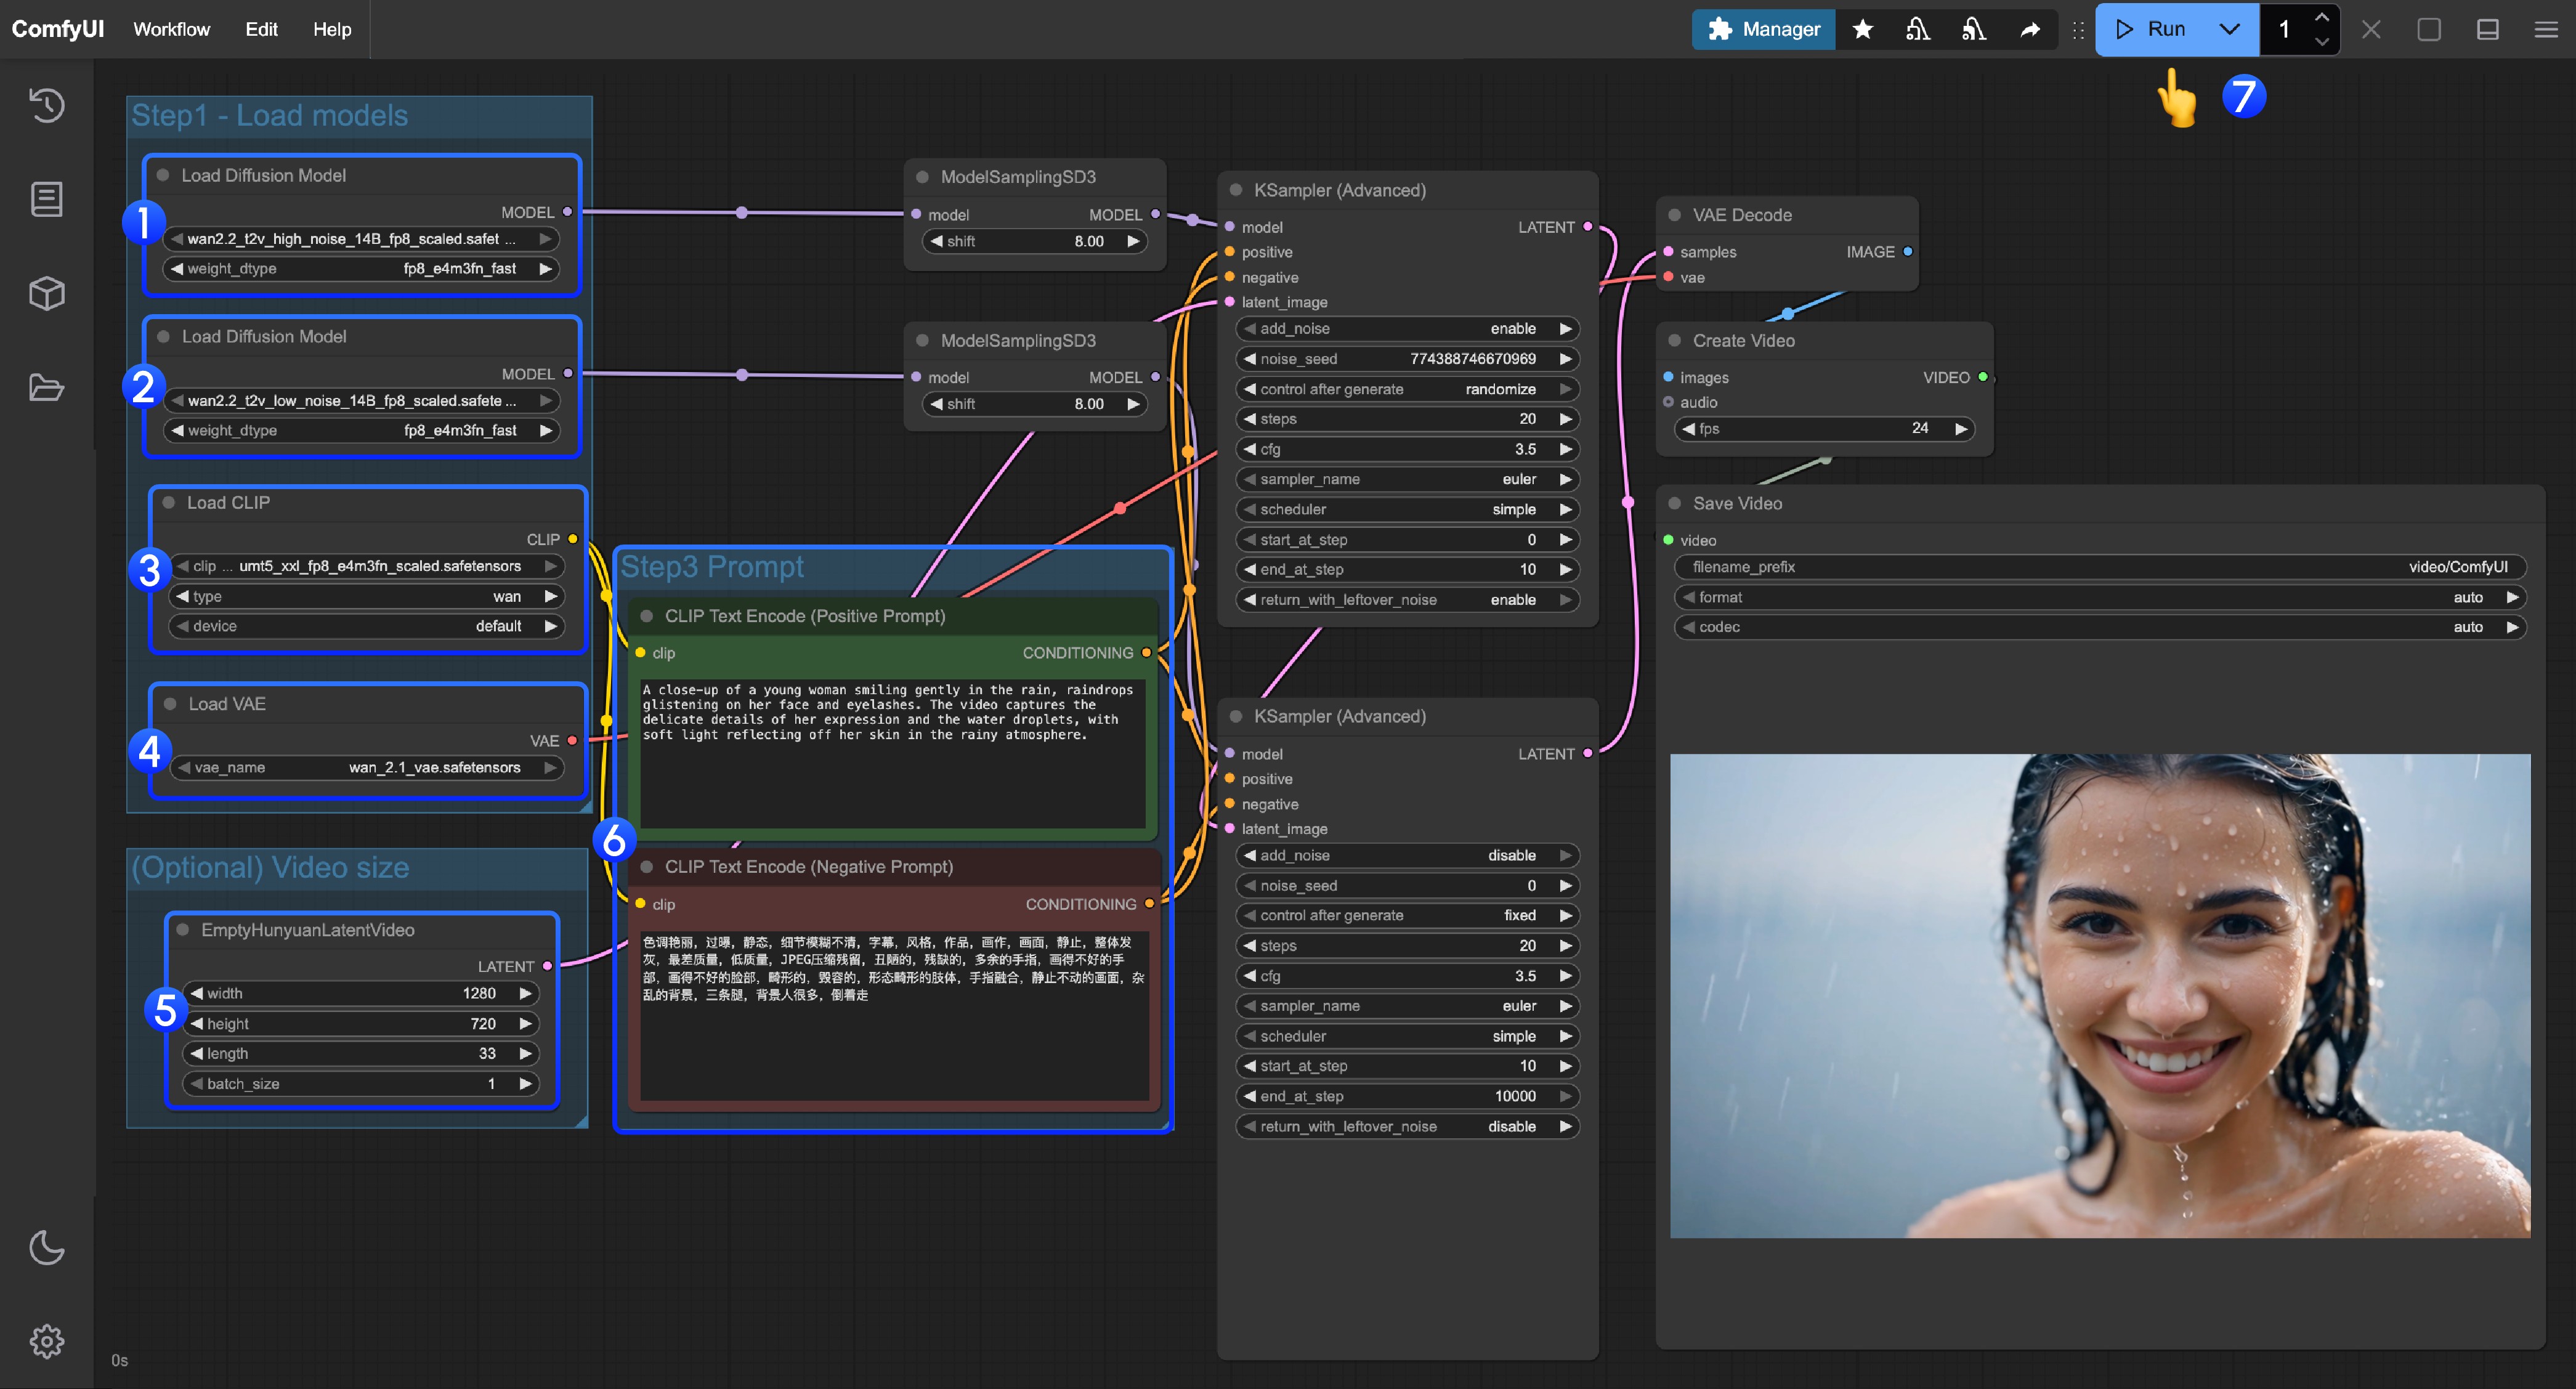 ComfyUI Workflow Edit Help
Manager Run 1
7
Step1 - Load models
Load Diffusion Model
MODEL
1
wan2.2_t2v_high_noise_14B_fp8_scaled.safet ...
weight_dtype fp8_e4m3fn_fast
Load Diffusion Model
MODEL
2
wan2.2_t2v_low_noise_14B_fp8_scaled.safete ...
weight_dtype fp8_e4m3fn_fast
Load CLIP
CLIP
3
clip ... umt5_xxl_fp8_e4m3fn_scaled.safetensors
type wan
device default
Load VAE
VAE
4
vae_name wan_2.1_vae.safetensors
(Optional) Video size
EmptyHunyuanLatentVideo
LATENT
5
width 1280
height 720
length 33
batch_size 1
ModelSamplingSD3
model MODEL
shift 8.00
ModelSamplingSD3
model MODEL
shift 8.00
Step3 Prompt
6
CLIP Text Encode (Positive Prompt)
clip CONDITIONING
A close-up of a young woman smiling gently in the rain, raindrops
glistening on her face and eyelashes. The video captures the
delicate details of her expression and the water droplets, with
soft light reflecting off her skin in the rainy atmosphere.
CLIP Text Encode (Negative Prompt)
clip CONDITIONING
色调艳丽，过曝，静态，细节模糊不清，字幕，风格，作品，画作，画面，静止，整体发
灰，最差质量，低质量，JPEG压缩残留，丑陋的，残缺的，多余的手指，画得不好的手
部，画得不好的脸部，畸形的，毁容的，形态畸形的肢体，手指融合，静止不动的画面，杂
乱的背景，三条腿，背景人很多，倒着走
KSampler (Advanced)
model LATENT
positive
negative
latent_image
add_noise enable
noise_seed 774388746670969
control after generate randomize
steps 20
cfg 3.5
sampler_name euler
scheduler simple
start_at_step 0
end_at_step 10
return_with_leftover_noise enable
KSampler (Advanced)
model LATENT
positive
negative
latent_image
add_noise disable
noise_seed 0
control after generate fixed
steps 20
cfg 3.5
sampler_name euler
scheduler simple
start_at_step 10
end_at_step 10000
return_with_leftover_noise disable
VAE Decode
samples IMAGE
vae
Create Video
images VIDEO
audio
fps 24
Save Video
video
filename_prefix video/ComfyUI
format auto
codec auto
0s